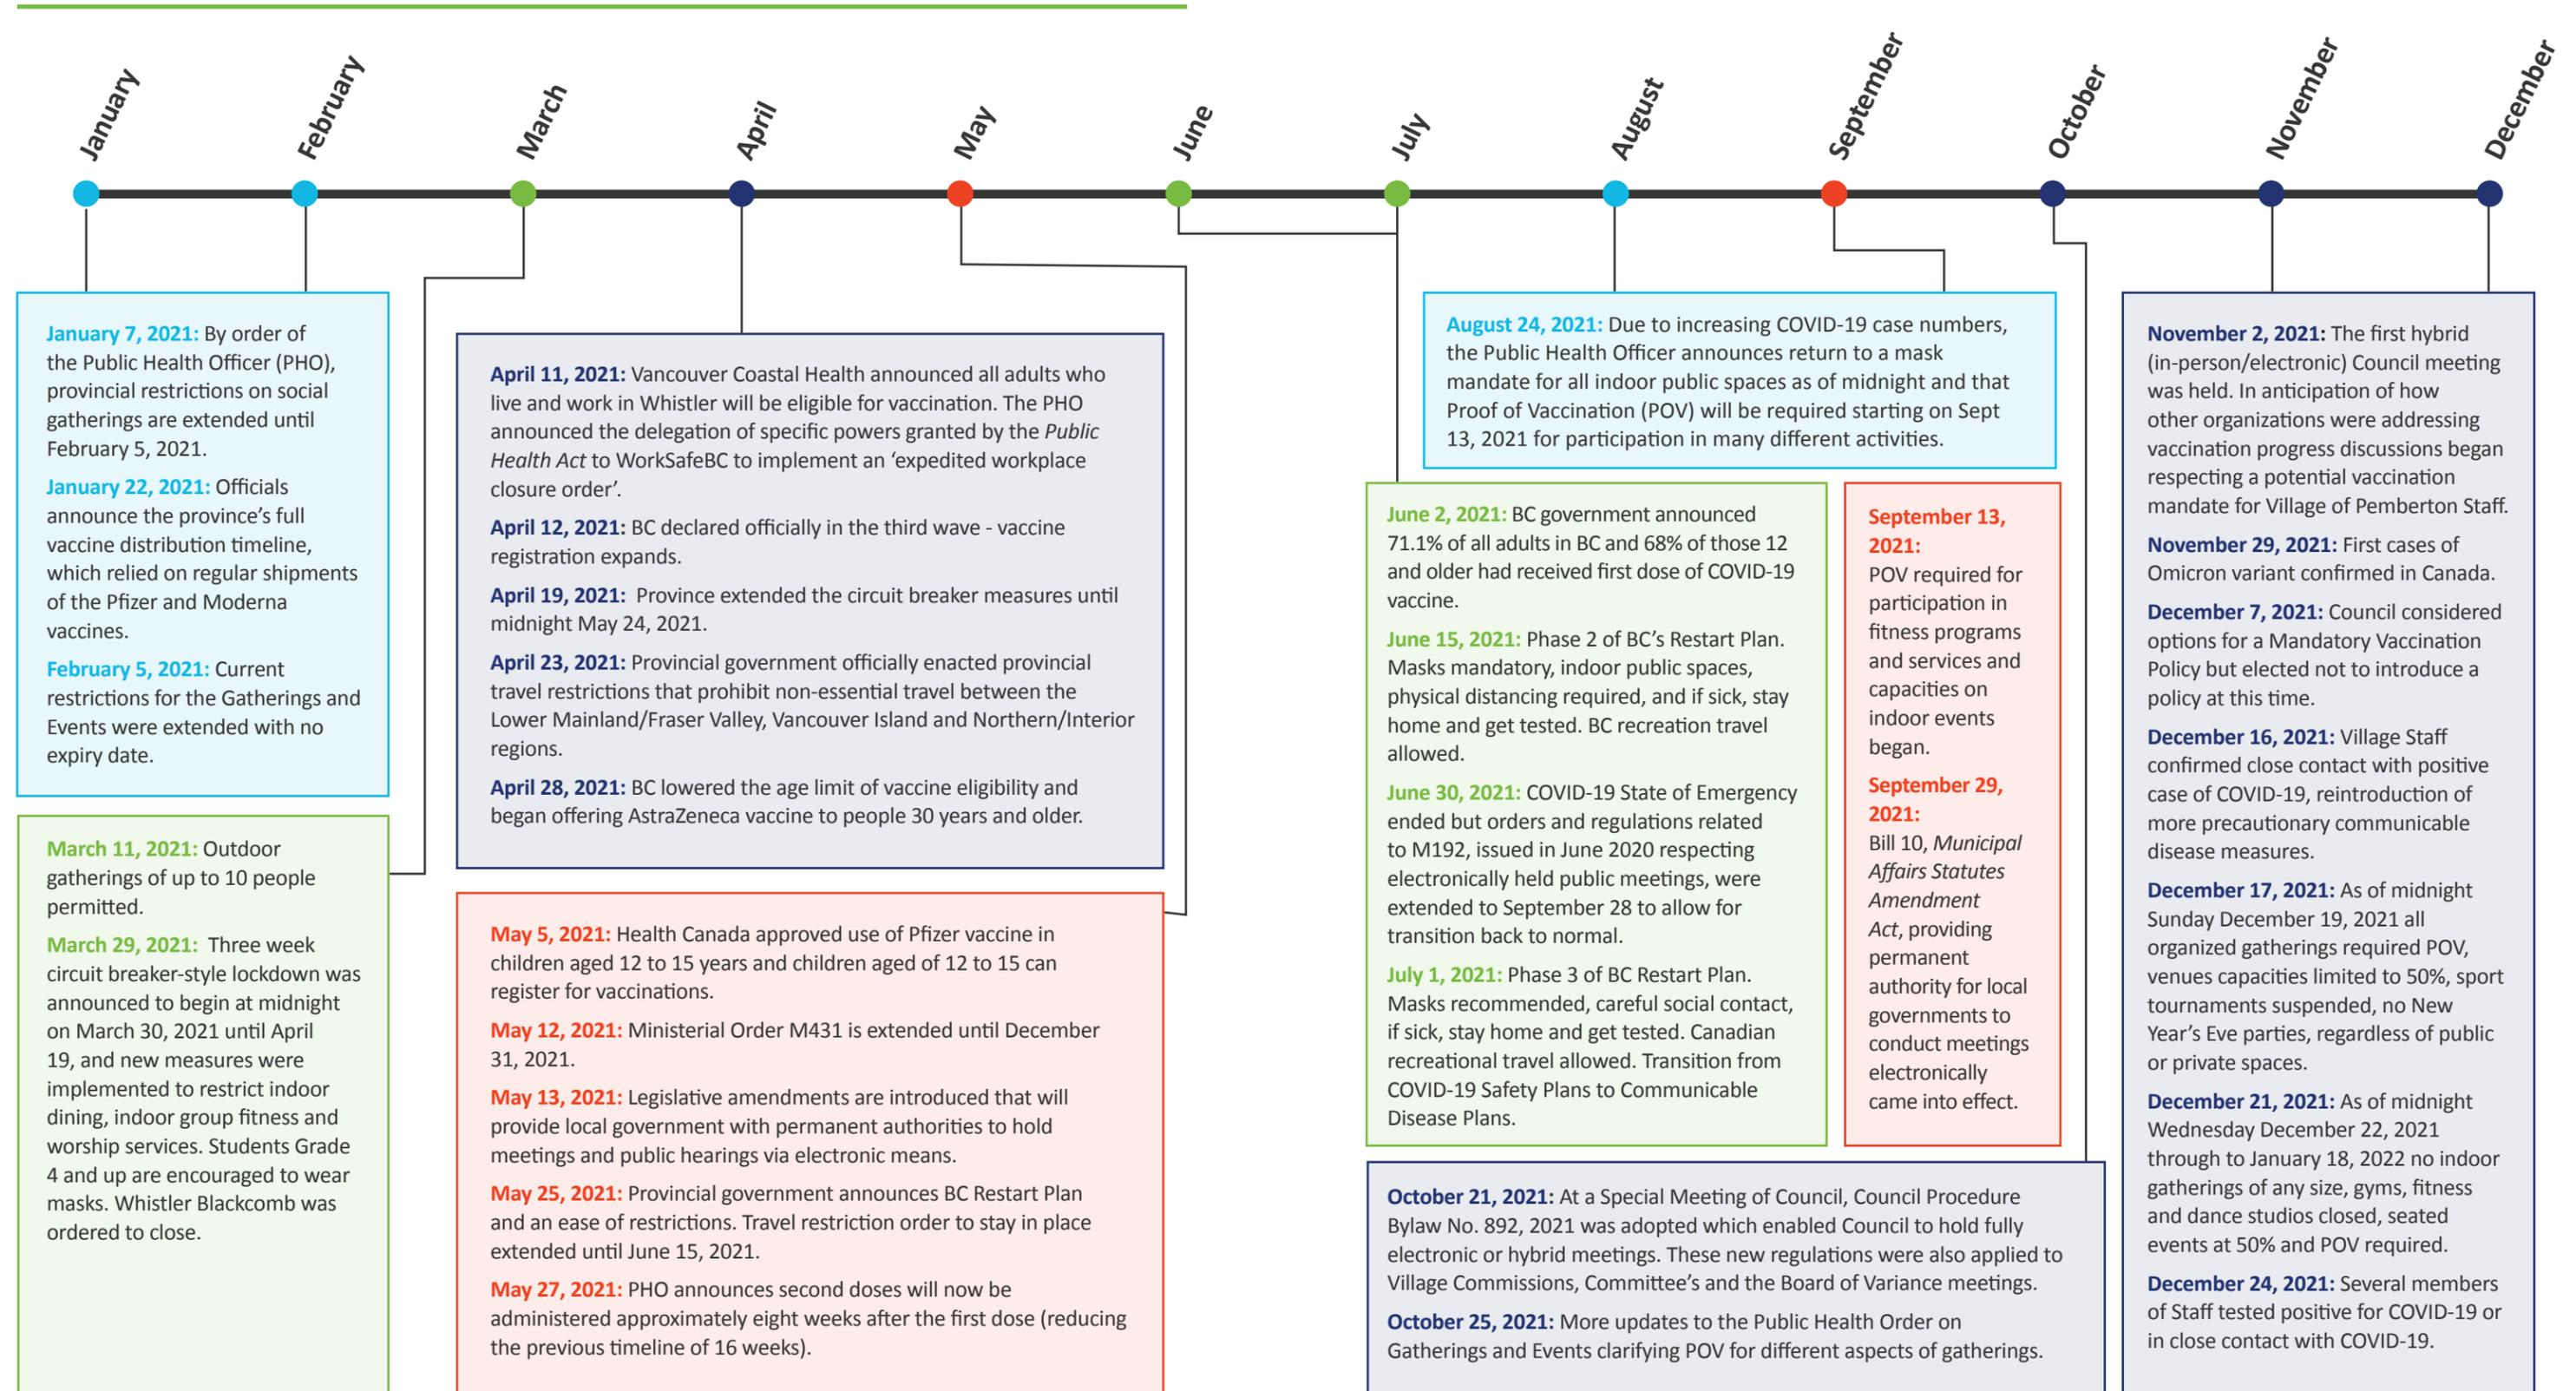 January
February
March
April
May
June
July
August
September
October
November
December
January 7, 2021: By order of
the Public Health Officer (PHO),
provincial restrictions on social
gatherings are extended until
February 5, 2021.
January 22, 2021: Officials
announce the province's full
vaccine distribution timeline,
which relied on regular shipments
of the Pfizer and Moderna
vaccines.
February 5, 2021: Current
restrictions for the Gatherings and
Events were extended with no
expiry date.
March 11, 2021: Outdoor
gatherings of up to 10 people
permitted.
March 29, 2021: Three week
circuit breaker-style lockdown was
announced to begin at midnight
on March 30, 2021 until April
19, and new measures were
implemented to restrict indoor
dining, indoor group fitness and
worship services. Students Grade
4 and up are encouraged to wear
masks. Whistler Blackcomb was
ordered to close.
April 11, 2021: Vancouver Coastal Health announced all adults who
live and work in Whistler will be eligible for vaccination. The PHO
announced the delegation of specific powers granted by the Public
Health Act to WorkSafeBC to implement an 'expedited workplace
closure order'.
April 12, 2021: BC declared officially in the third wave - vaccine
registration expands.
April 19, 2021: Province extended the circuit breaker measures until
midnight May 24, 2021.
April 23, 2021: Provincial government officially enacted provincial
travel restrictions that prohibit non-essential travel between the
Lower Mainland/Fraser Valley, Vancouver Island and Northern/Interior
regions.
April 28, 2021: BC lowered the age limit of vaccine eligibility and
began offering AstraZeneca vaccine to people 30 years and older.
May 5, 2021: Health Canada approved use of Pfizer vaccine in
children aged 12 to 15 years and children aged of 12 to 15 can
register for vaccinations.
May 12, 2021: Ministerial Order M431 is extended until December
31, 2021.
May 13, 2021: Legislative amendments are introduced that will
provide local government with permanent authorities to hold
meetings and public hearings via electronic means.
May 25, 2021: Provincial government announces BC Restart Plan
and an ease of restrictions. Travel restriction order to stay in place
extended until June 15, 2021.
May 27, 2021: PHO announces second doses will now be
administered approximately eight weeks after the first dose (reducing
the previous timeline of 16 weeks).
August 24, 2021: Due to increasing COVID-19 case numbers,
the Public Health Officer announces return to a mask
mandate for all indoor public spaces as of midnight and that
Proof of Vaccination (POV) will be required starting on Sept
13, 2021 for participation in many different activities.
June 2, 2021: BC government announced
71.1% of all adults in BC and 68% of those 12
and older had received first dose of COVID-19
vaccine.
June 15, 2021: Phase 2 of BC's Restart Plan.
Masks mandatory, indoor public spaces,
physical distancing required, and if sick, stay
home and get tested. BC recreation travel
allowed.
June 30, 2021: COVID-19 State of Emergency
ended but orders and regulations related
to M192, issued in June 2020 respecting
electronically held public meetings, were
extended to September 28 to allow for
transition back to normal.
July 1, 2021: Phase 3 of BC Restart Plan.
Masks recommended, careful social contact,
if sick, stay home and get tested. Canadian
recreational travel allowed. Transition from
COVID-19 Safety Plans to Communicable
Disease Plans.
September 13,
2021:
POV required for
participation in
fitness programs
and services and
capacities on
indoor events
began.
September 29,
2021:
Bill 10, Municipal
Affairs Statutes
Amendment
Act, providing
permanent
authority for local
governments to
conduct meetings
electronically
came into effect.
October 21, 2021: At a Special Meeting of Council, Council Procedure
Bylaw No. 892, 2021 was adopted which enabled Council to hold fully
electronic or hybrid meetings. These new regulations were also applied to
Village Commissions, Committee's and the Board of Variance meetings.
October 25, 2021: More updates to the Public Health Order on
Gatherings and Events clarifying POV for different aspects of gatherings.
November 2, 2021: The first hybrid
(in-person/electronic) Council meeting
was held. In anticipation of how
other organizations were addressing
vaccination progress discussions began
respecting a potential vaccination
mandate for Village of Pemberton Staff.
November 29, 2021: First cases of
Omicron variant confirmed in Canada.
December 7, 2021: Council considered
options for a Mandatory Vaccination
Policy but elected not to introduce a
policy at this time.
December 16, 2021: Village Staff
confirmed close contact with positive
case of COVID-19, reintroduction of
more precautionary communicable
disease measures.
December 17, 2021: As of midnight
Sunday December 19, 2021 all
organized gatherings required POV,
venues capacities limited to 50%, sport
tournaments suspended, no New
Year's Eve parties, regardless of public
or private spaces.
December 21, 2021: As of midnight
Wednesday December 22, 2021
through to January 18, 2022 no indoor
gatherings of any size, gyms, fitness
and dance studios closed, seated
events at 50% and POV required.
December 24, 2021: Several members
of Staff tested positive for COVID-19 or
in close contact with COVID-19.